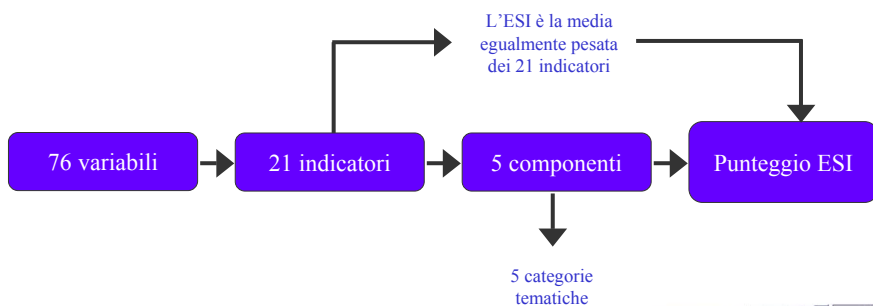 L'ESI è la media
egualmente pesata
dei 21 indicatori
76 variabili
21 indicatori
5 componenti
Punteggio ESI
5 categorie
tematiche